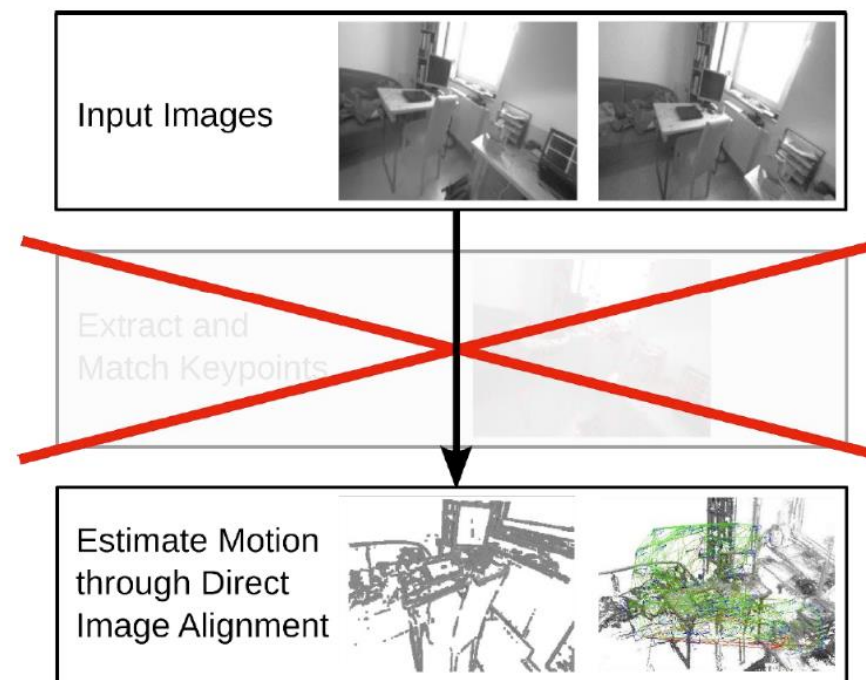 Input Images
Extract and
Match Keypoints
Estimate Motion
through Direct
Image Alignment